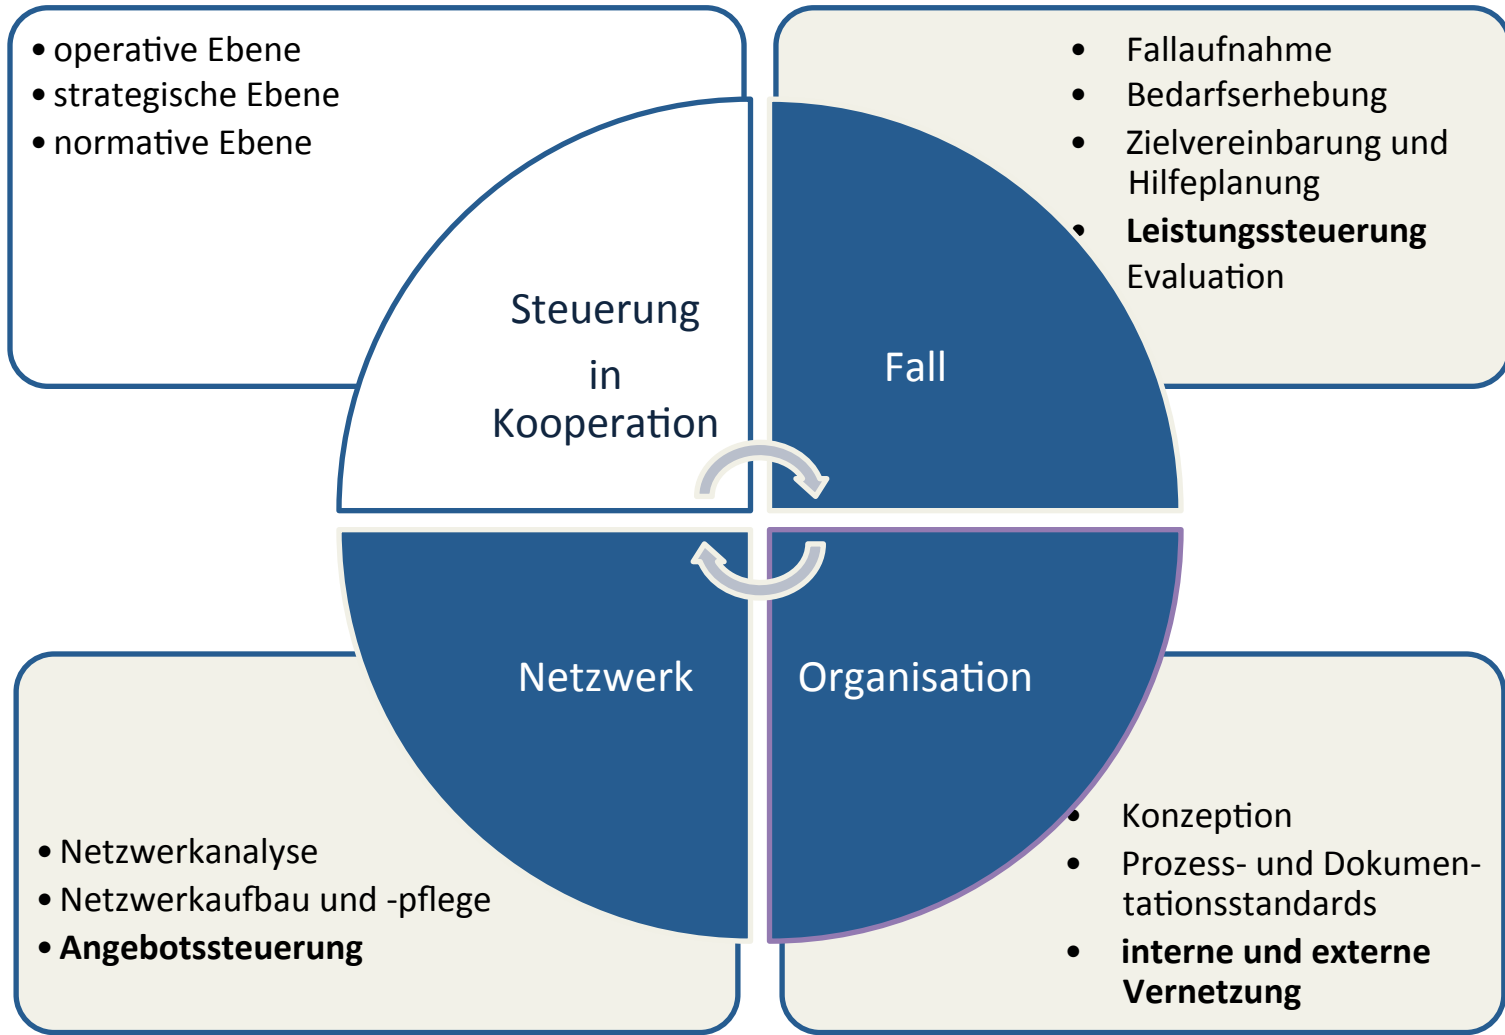 • operative Ebene
• strategische Ebene
• normative Ebene
• Fallaufnahme
• Bedarfserhebung
• Zielvereinbarung und
Hilfeplanung
• Leistungssteuerung
Evaluation
Steuerung
in
Kooperation
Fall
Netzwerk
Organisation
• Netzwerkanalyse
• Netzwerkaufbau und -pflege
• Angebotssteuerung
• Konzeption
• Prozess- und Dokumen-
tationsstandards
• interne und externe
Vernetzung